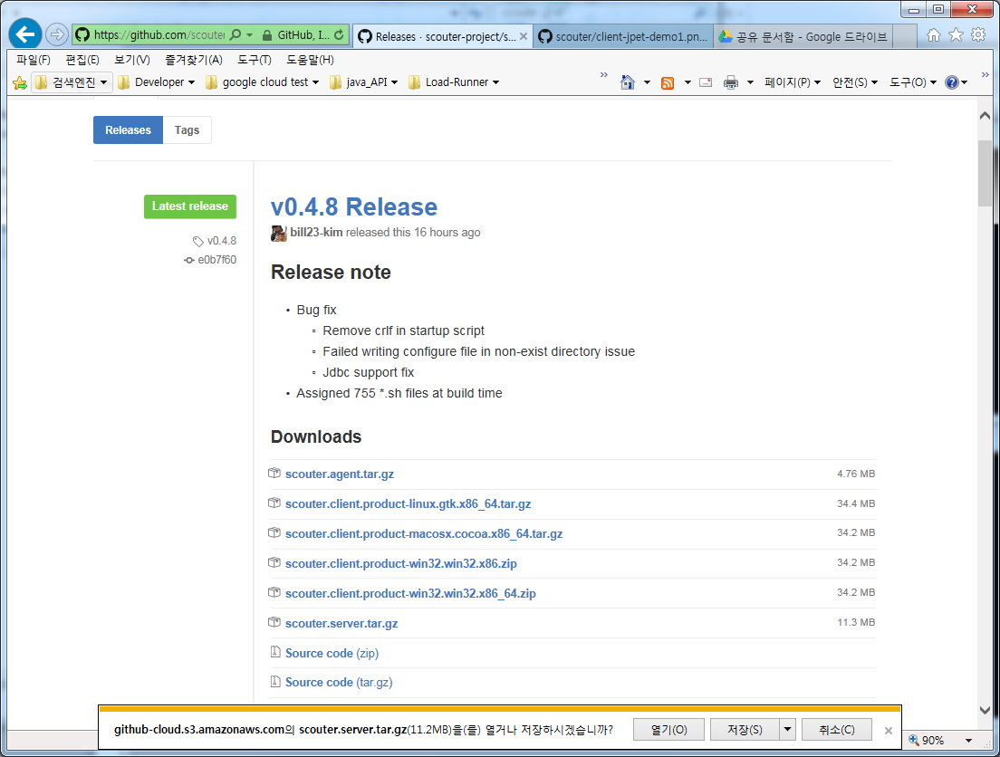 https://github.com/scouter
GitHub, I...
Releases · scouter-project/s...
scouter/client-jpet-demo1.pn...
공유 문서함 - Google 드라이브
파일(F) 편집(E) 보기(V) 즐겨찾기(A) 도구(T) 도움말(H)
검색엔진 Developer google cloud test java_API Load-Runner » 페이지(P) 안전(S) 도구(O) »
Releases Tags
Latest release
v0.4.8
e0b7f60
v0.4.8 Release
bill23-kim released this 16 hours ago
Release note
• Bug fix
◦ Remove crlf in startup script
◦ Failed writing configure file in non-exist directory issue
◦ Jdbc support fix
• Assigned 755 *.sh files at build time
Downloads
scouter.agent.tar.gz 4.76 MB
scouter.client.product-linux.gtk.x86_64.tar.gz 34.4 MB
scouter.client.product-macosx.cocoa.x86_64.tar.gz 34.2 MB
scouter.client.product-win32.win32.x86.zip 34.2 MB
scouter.client.product-win32.win32.x86_64.zip 34.2 MB
scouter.server.tar.gz 11.3 MB
Source code (zip)
Source code (tar.gz)
github-cloud.s3.amazonaws.com의 scouter.server.tar.gz(11.2MB)을(를) 열거나 저장하시겠습니까? 열기(O) 저장(S) 취소(C)
90%